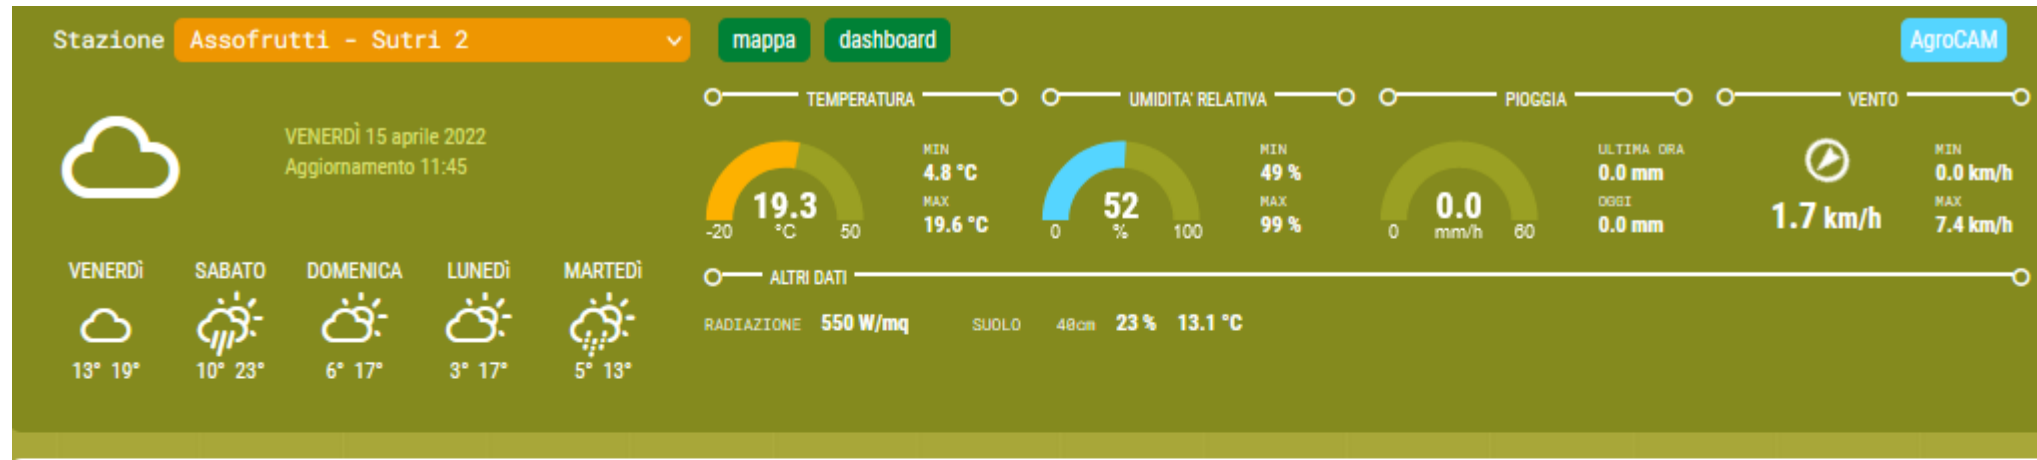 Stazione Assofrutti - Sutri 2 mappa dashboard AgroCAM
VENERDÌ 15 aprile 2022
Aggiornamento 11:45
VENERDì SABATO DOMENICA LUNEDì MARTEDì
13° 19° 10° 23° 6° 17° 3° 17° 5° 13°
TEMPERATURA
19.3
°C
-20 50
MIN
4.8 °C
MAX
19.6 °C
UMIDITA' RELATIVA
52
%
0 100
MIN
49 %
MAX
99 %
PIOGGIA
0.0
mm/h
0 60
ULTIMA ORA
0.0 mm
OGGI
0.0 mm
VENTO
1.7 km/h
MIN
0.0 km/h
MAX
7.4 km/h
ALTRI DATI
RADIAZIONE 550 W/mq SUOLO 40cm 23 % 13.1 °C